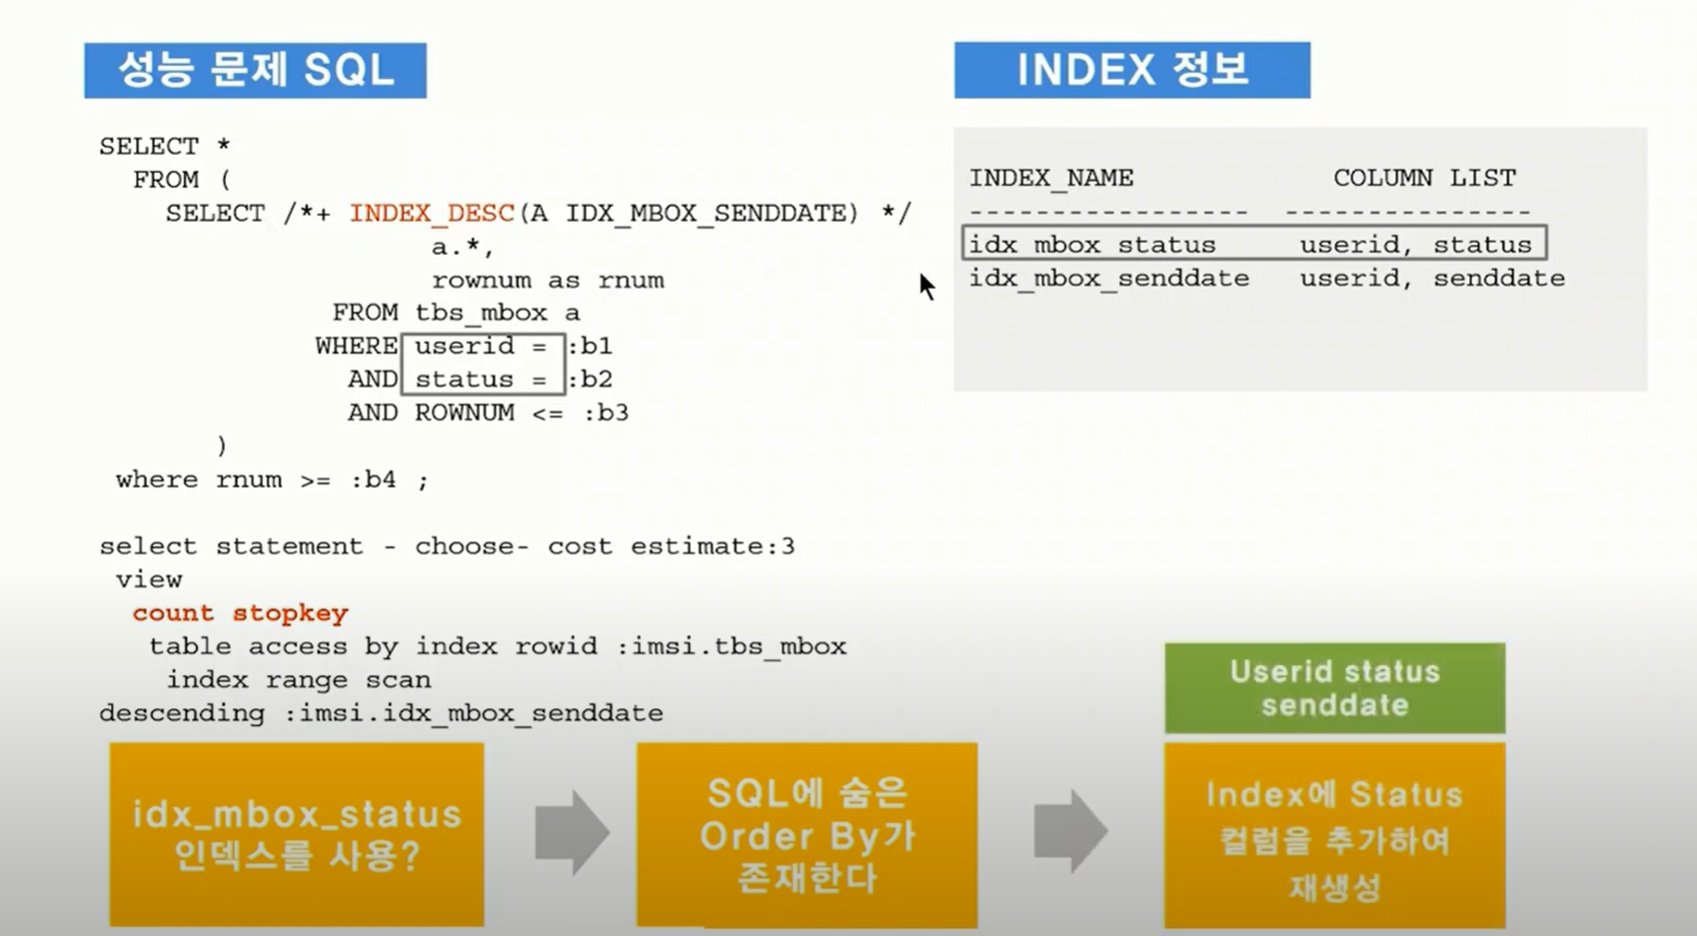 성능 문제 SQL
SELECT *
FROM (
SELECT /*+ INDEX_DESC(A IDX_MBOX_SENDDATE) */
a.*,
rownum as rnum
FROM tbs_mbox a
WHERE userid = :b1
AND status = :b2
AND ROWNUM <= :b3
)
where rnum >= :b4 ;
select statement - choose- cost estimate:3
view
count stopkey
table access by index rowid :imsi.tbs_mbox
index range scan
descending :imsi.idx_mbox_senddate
INDEX 정보
INDEX_NAME COLUMN LIST
----------------- ---------------
idx mbox status userid, status
idx_mbox_senddate userid, senddate
idx_mbox_status
인덱스를 사용?
SQL에 숨은
Order By가
존재한다
Userid status
senddate
Index에 Status
컬럼을 추가하여
재생성